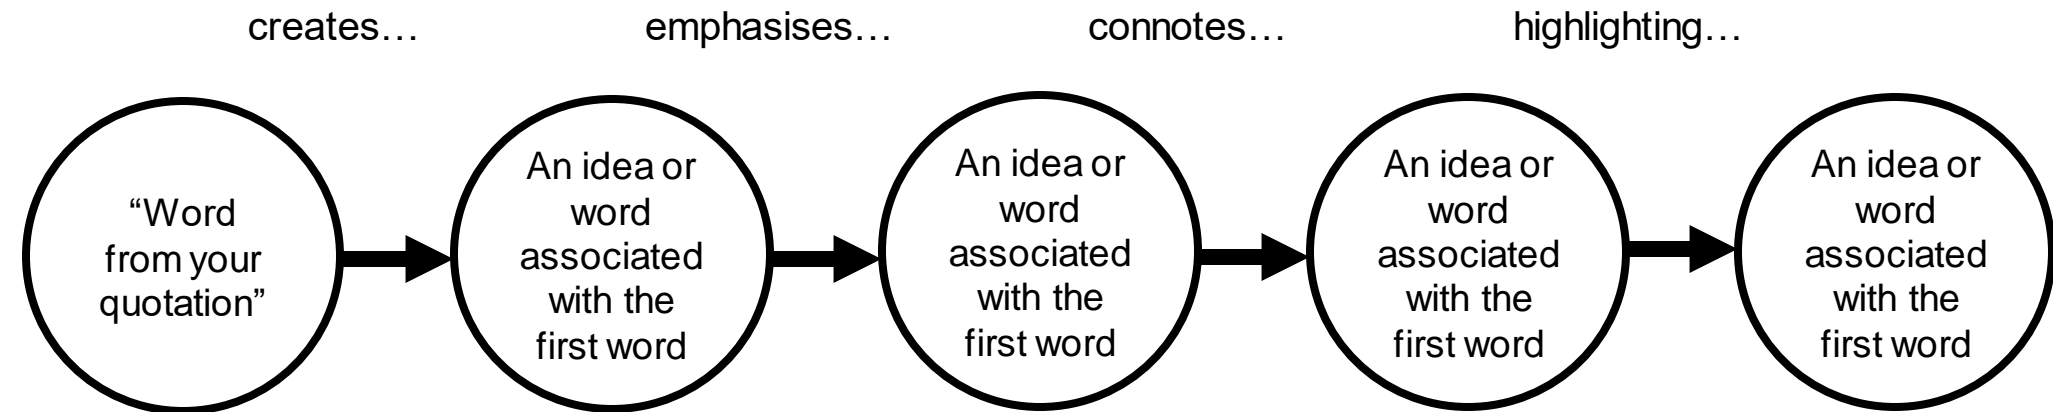 creates… emphasises… connotes… highlighting…
“Word
from your
quotation”
An idea or
word
associated
with the
first word
An idea or
word
associated
with the
first word
An idea or
word
associated
with the
first word
An idea or
word
associated
with the
first word